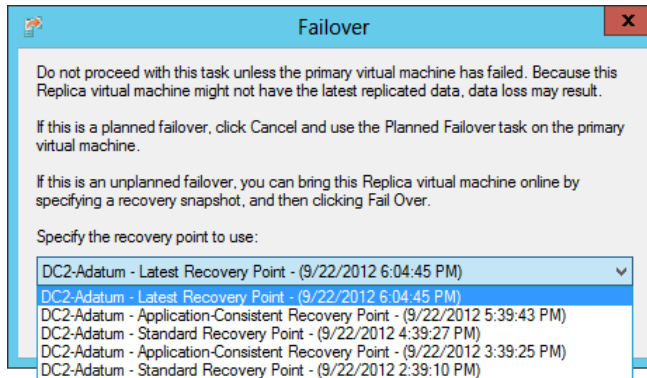 Failover
x
Do not proceed with this task unless the primary virtual machine has failed. Because this
Replica virtual machine might not have the latest replicated data, data loss may result.
If this is a planned failover, click Cancel and use the Planned Failover task on the primary
virtual machine.
If this is an unplanned failover, you can bring this Replica virtual machine online by
specifying a recovery snapshot, and then clicking Fail Over.
Specify the recovery point to use:
DC2-Adatum - Latest Recovery Point - (9/22/2012 6:04:45 PM)
DC2-Adatum - Latest Recovery Point - (9/22/2012 6:04:45 PM)
DC2-Adatum - Application-Consistent Recovery Point - (9/22/2012 5:39:43 PM)
DC2-Adatum - Standard Recovery Point - (9/22/2012 4:39:27 PM)
DC2-Adatum - Application-Consistent Recovery Point - (9/22/2012 3:39:25 PM)
DC2-Adatum - Standard Recovery Point - (9/22/2012 2:39:10 PM)